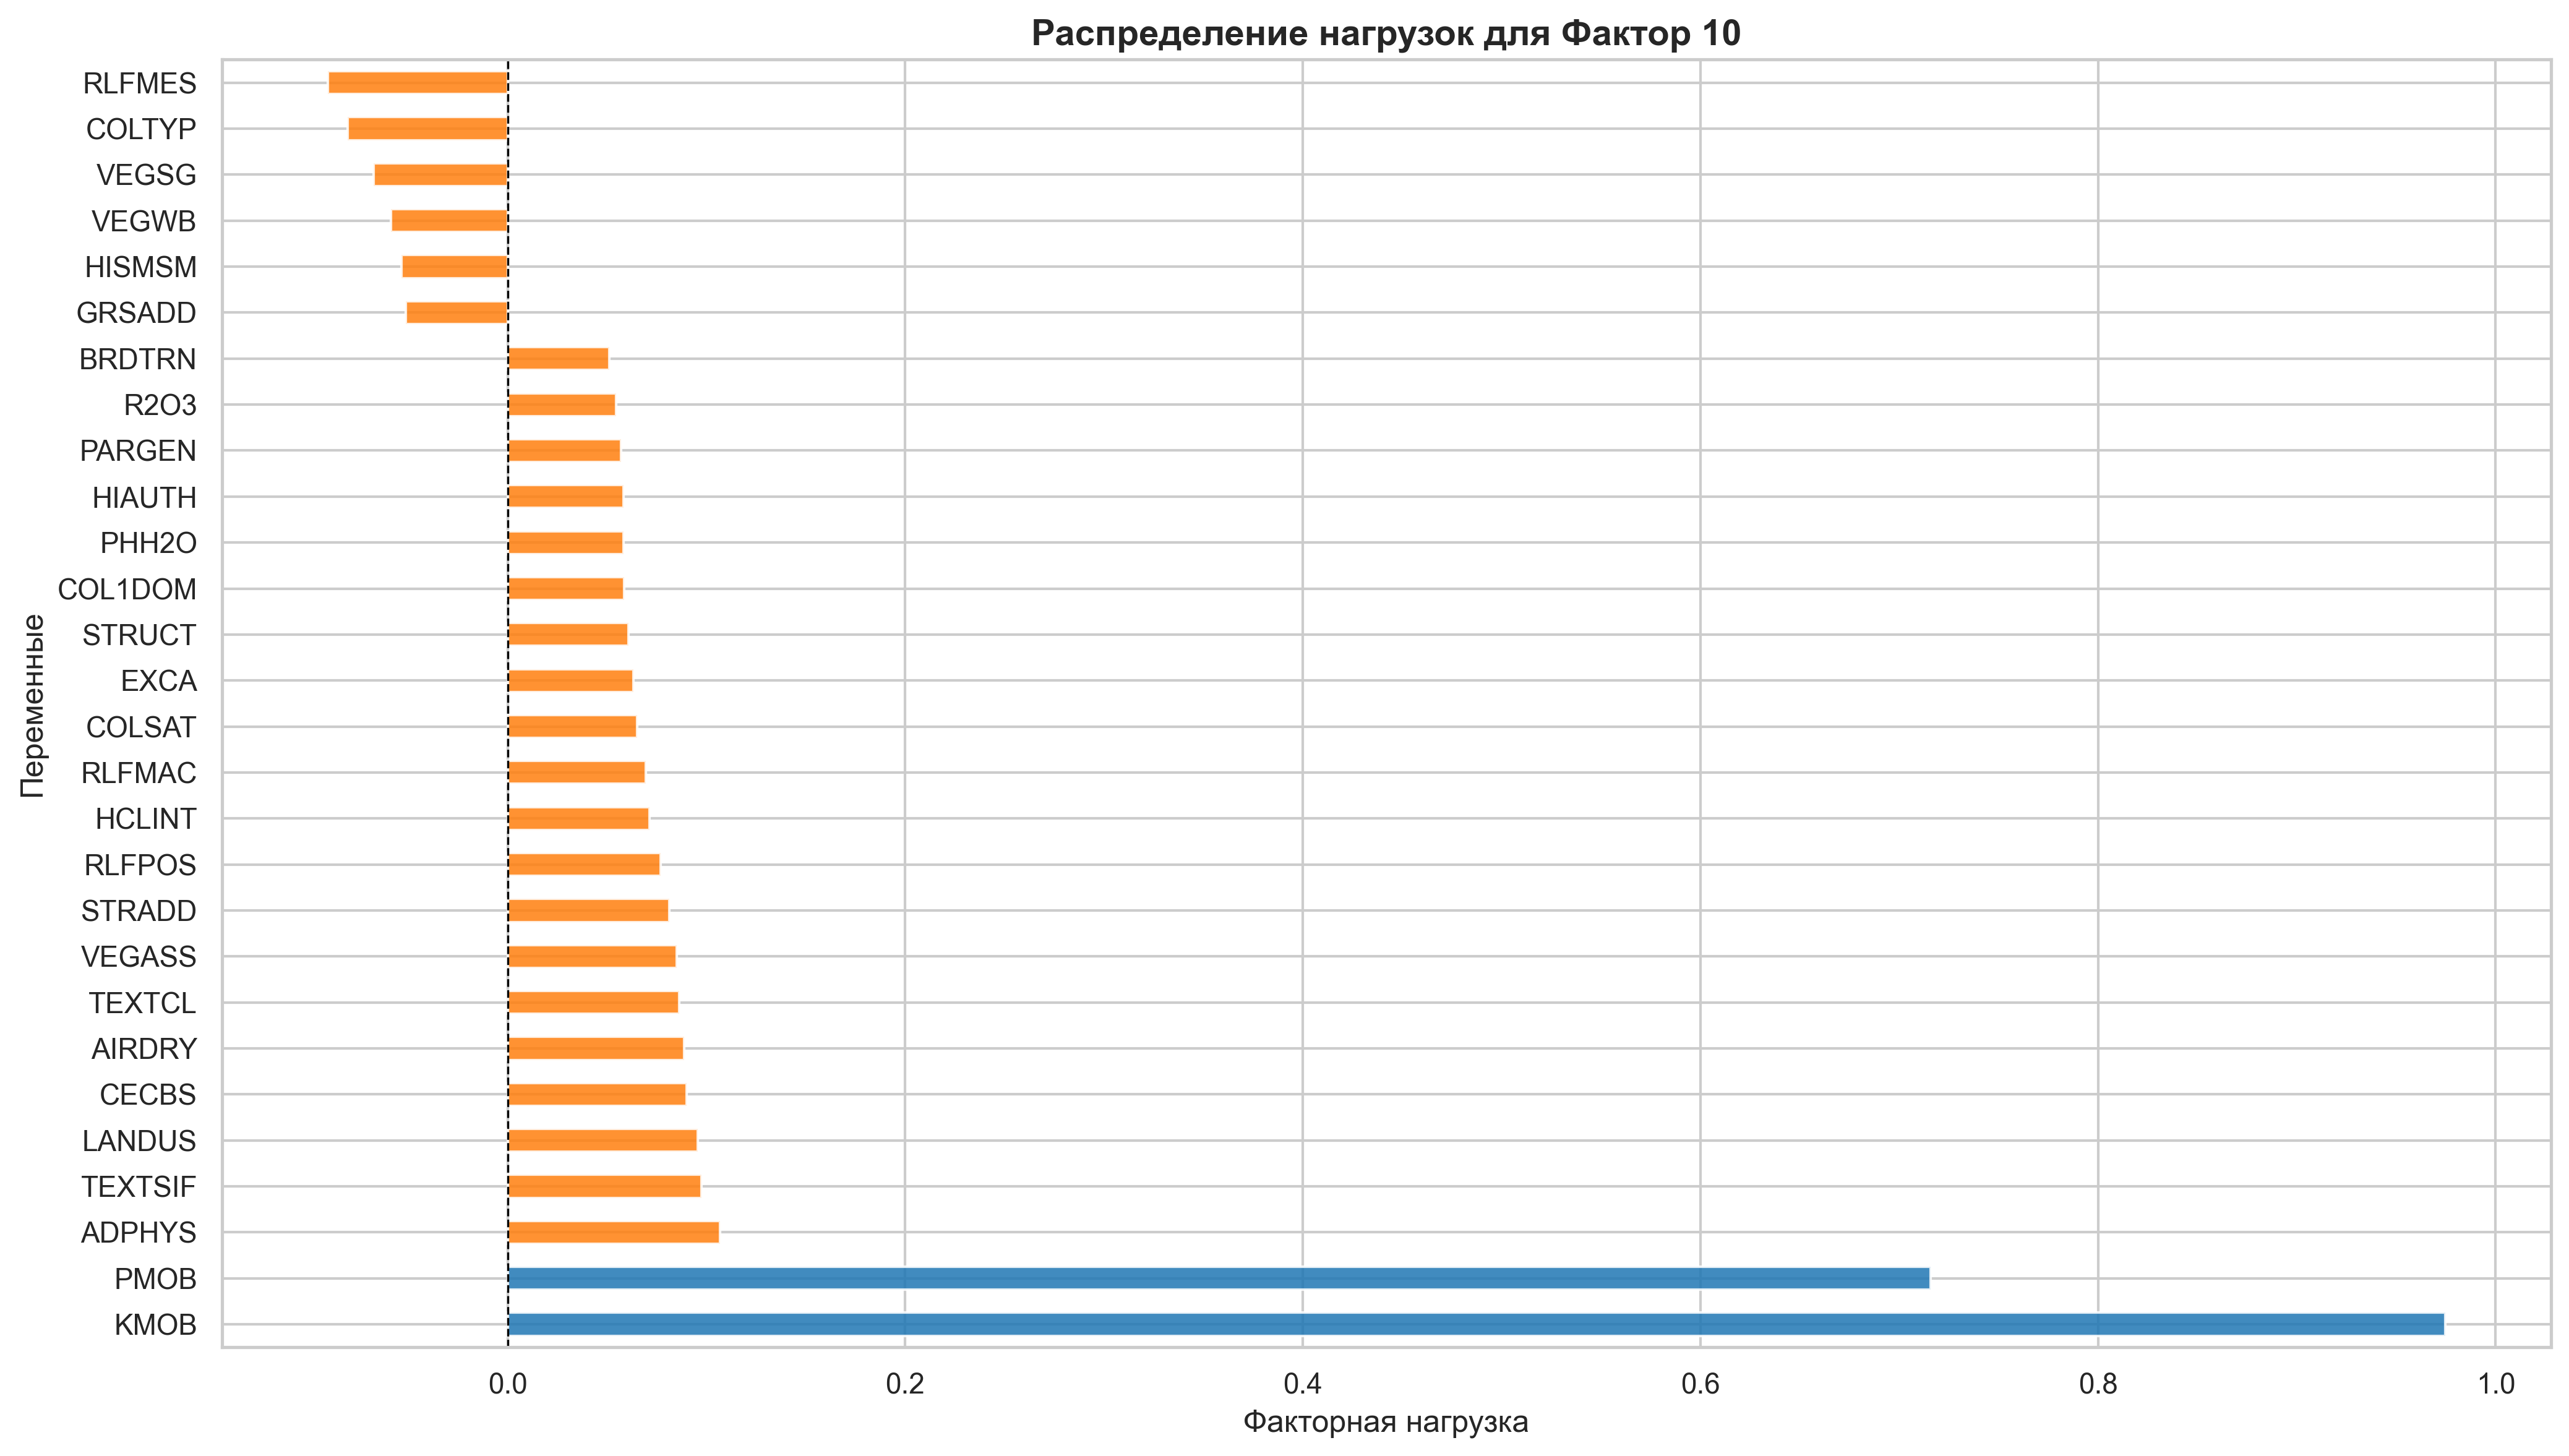 Распределение нагрузок для Фактор 10
RLFMES
COLTYP
VEGSG
VEGWB
HISMSM
GRSADD
BRDTRN
R2O3
PARGEN
HIAUTH
PHH2O
COL1DOM
STRUCT
EXCA
COLSAT
RLFMAC
HCLINT
RLFPOS
STRADD
VEGASS
TEXTCL
AIRDRY
CECBS
LANDUS
TEXTSIF
ADPHYS
PMOB
KMOB
Переменные
0.0 0.2 0.4 0.6 0.8 1.0
Факторная нагрузка